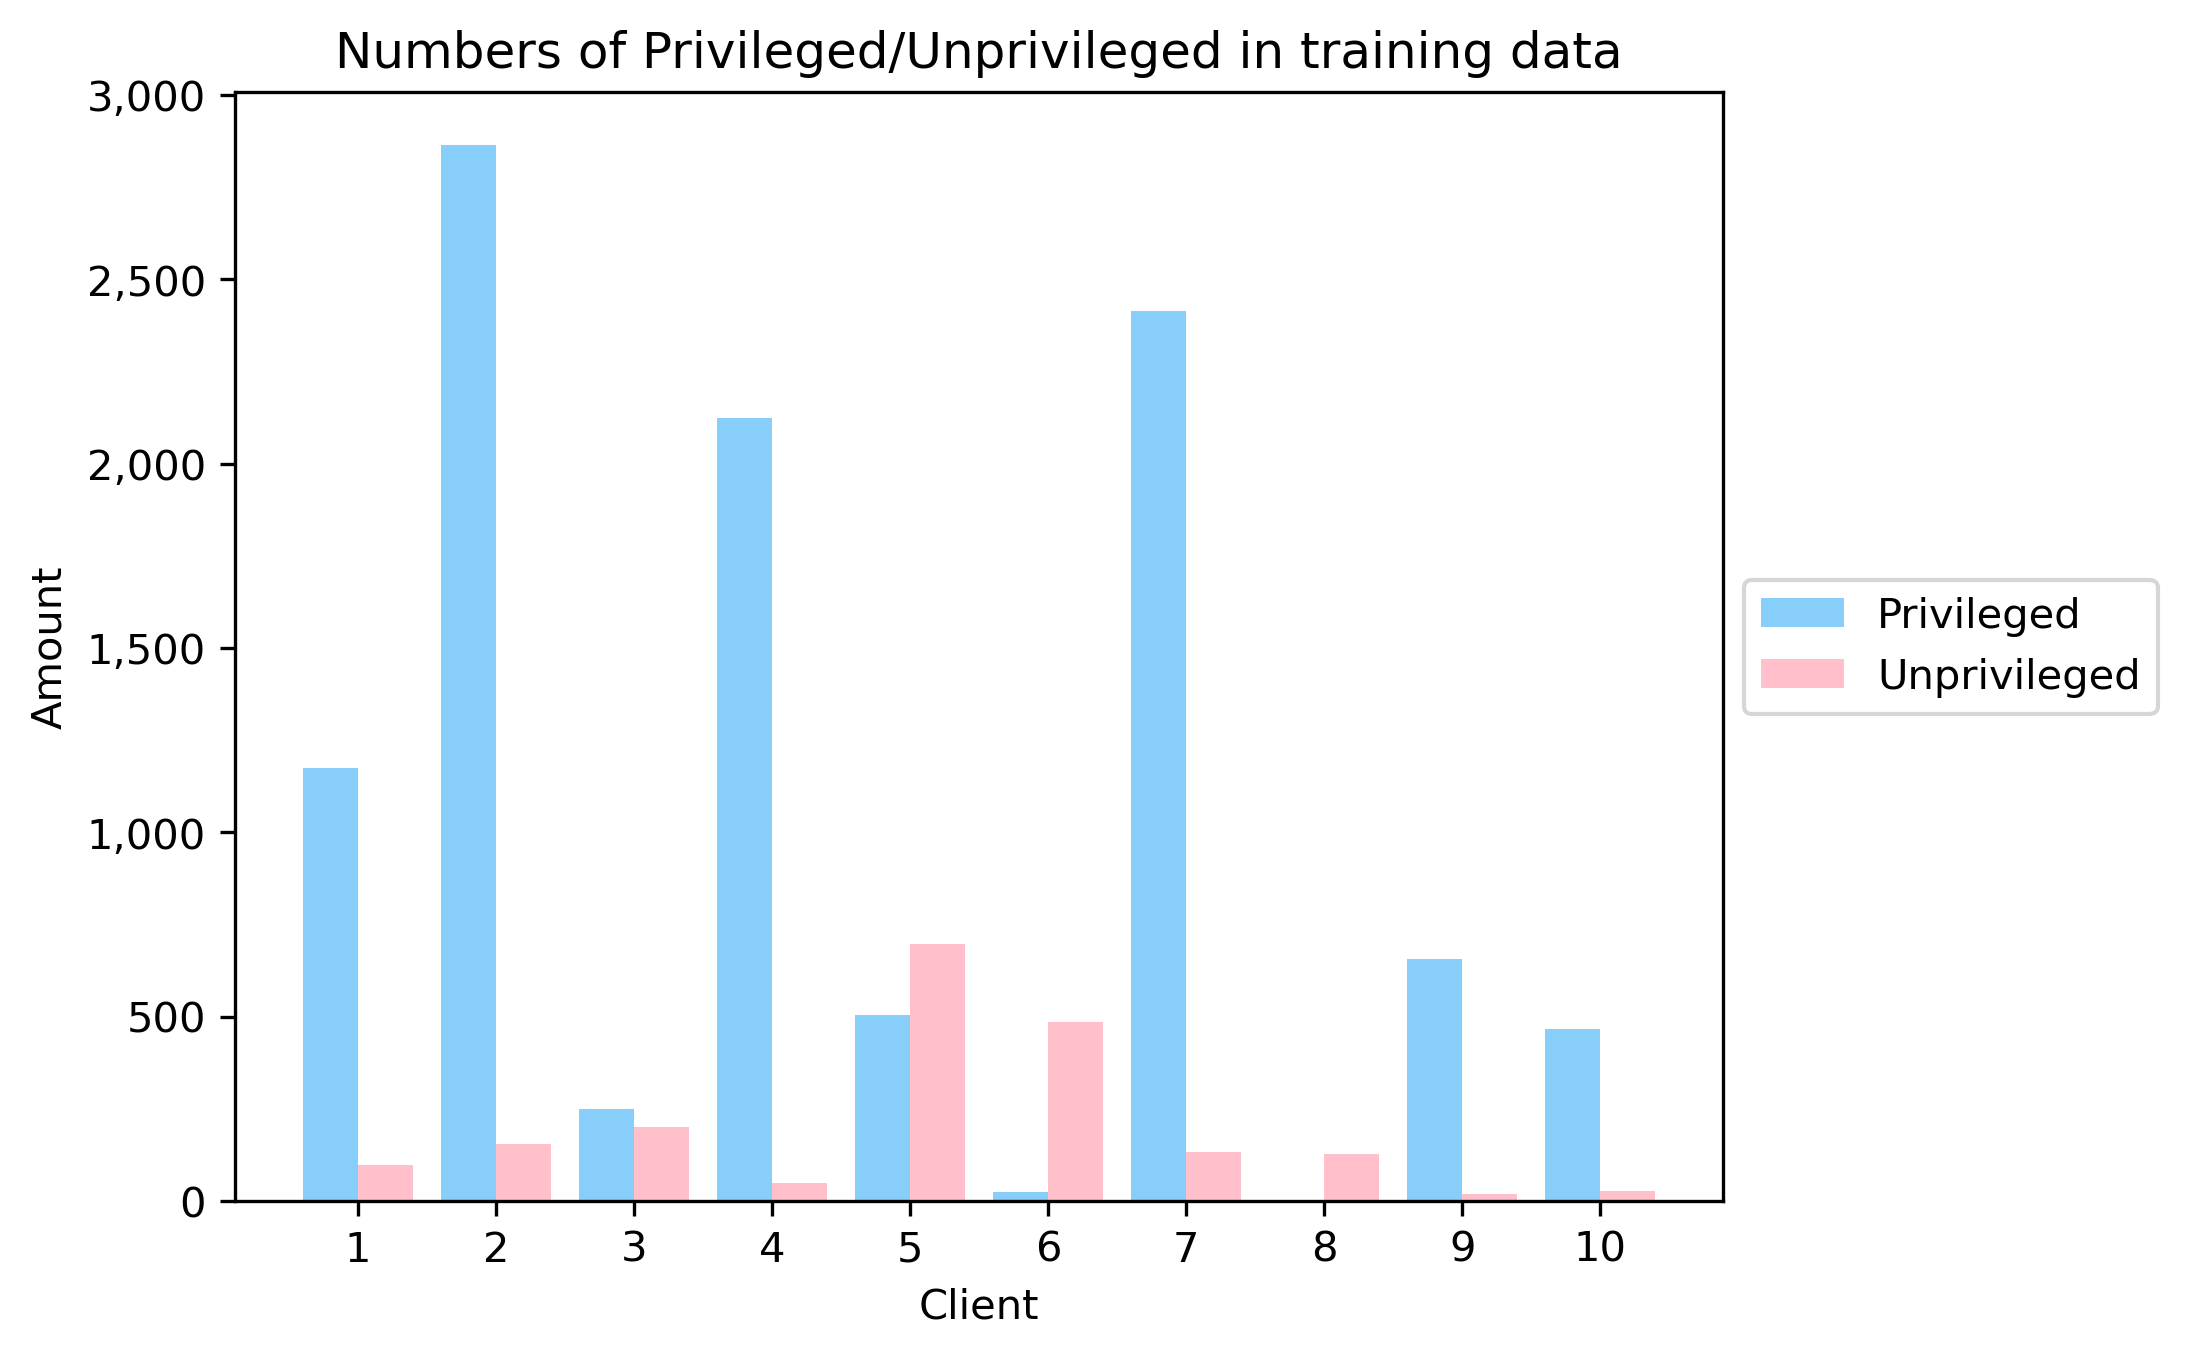 Numbers of Privileged/Unprivileged in training data
3,000
2,500
2,000
1,500
1,000
500
0
Amount
1 2 3 4 5 6 7 8 9 10
Client
Privileged
Unprivileged